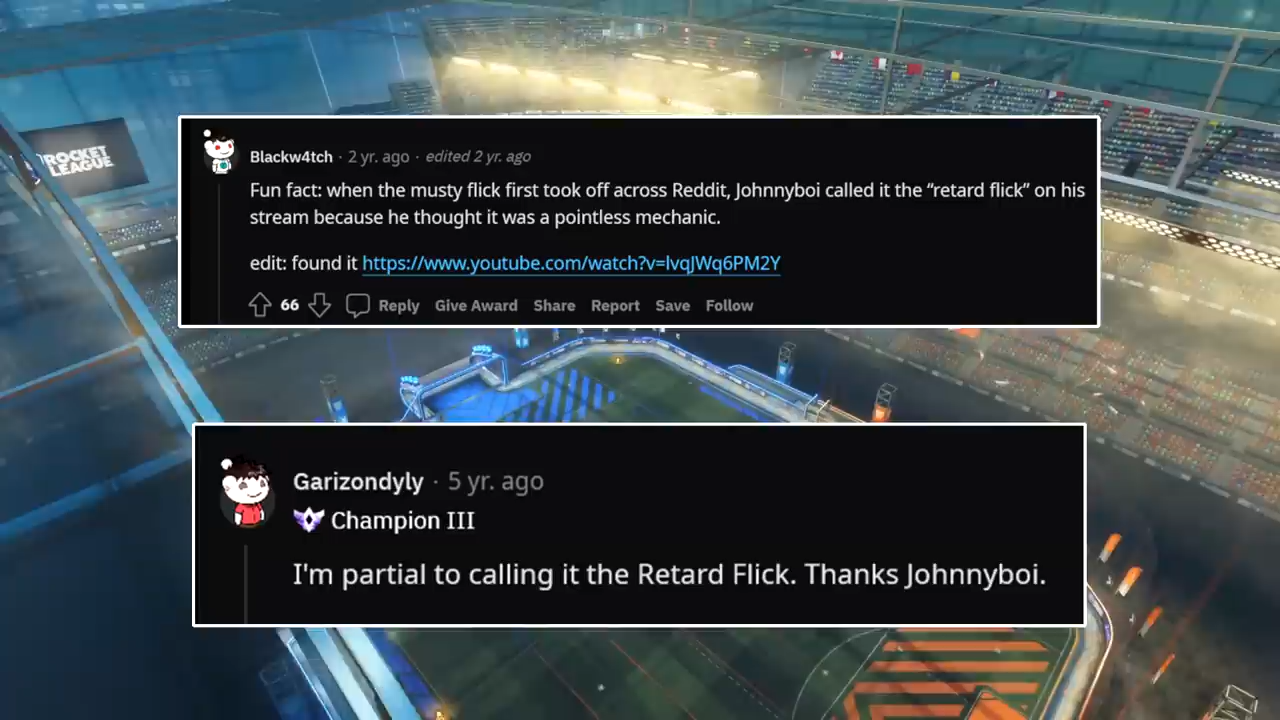 ROCKET
LEAGUE
Blackw4tch · 2 yr. ago · edited 2 yr. ago
Fun fact: when the musty flick first took off across Reddit, Johnnyboi called it the “retard flick” on his
stream because he thought it was a pointless mechanic.
edit: found it https://www.youtube.com/watch?v=lvqJWq6PM2Y
66 Reply Give Award Share Report Save Follow
Garizondyly · 5 yr. ago
Champion III
I'm partial to calling it the Retard Flick. Thanks Johnnyboi.